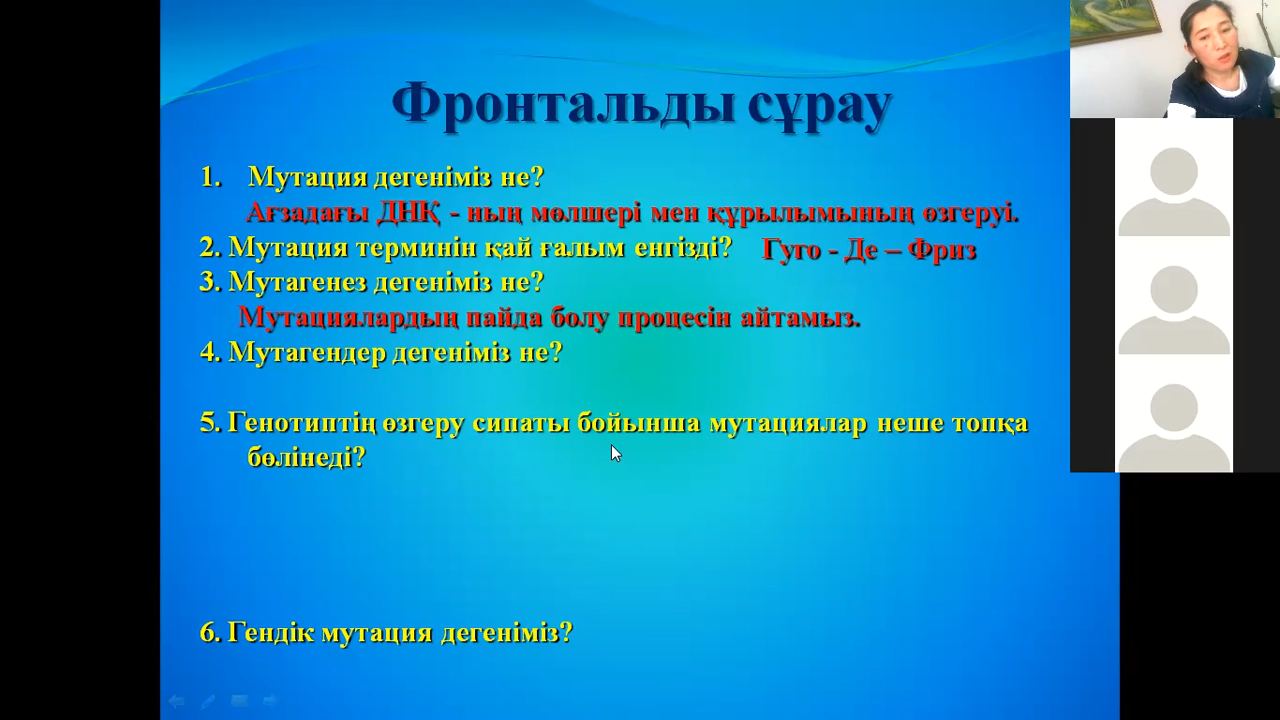 Фронтальды сұрау
1. Мутация дегеніміз не?
Ағзадағы ДНҚ - ның мөлшері мен құрылымының өзгеруі.
2. Мутация терминін қай ғалым енгізді? Гуго - Де – Фриз
3. Мутагенез дегеніміз не?
Мутациялардың пайда болу процесін айтамыз.
4. Мутагендер дегеніміз не?
5. Генотиптің өзгеру сипаты бойынша мутациялар неше топқа
бөлінеді?
6. Гендік мутация дегеніміз?